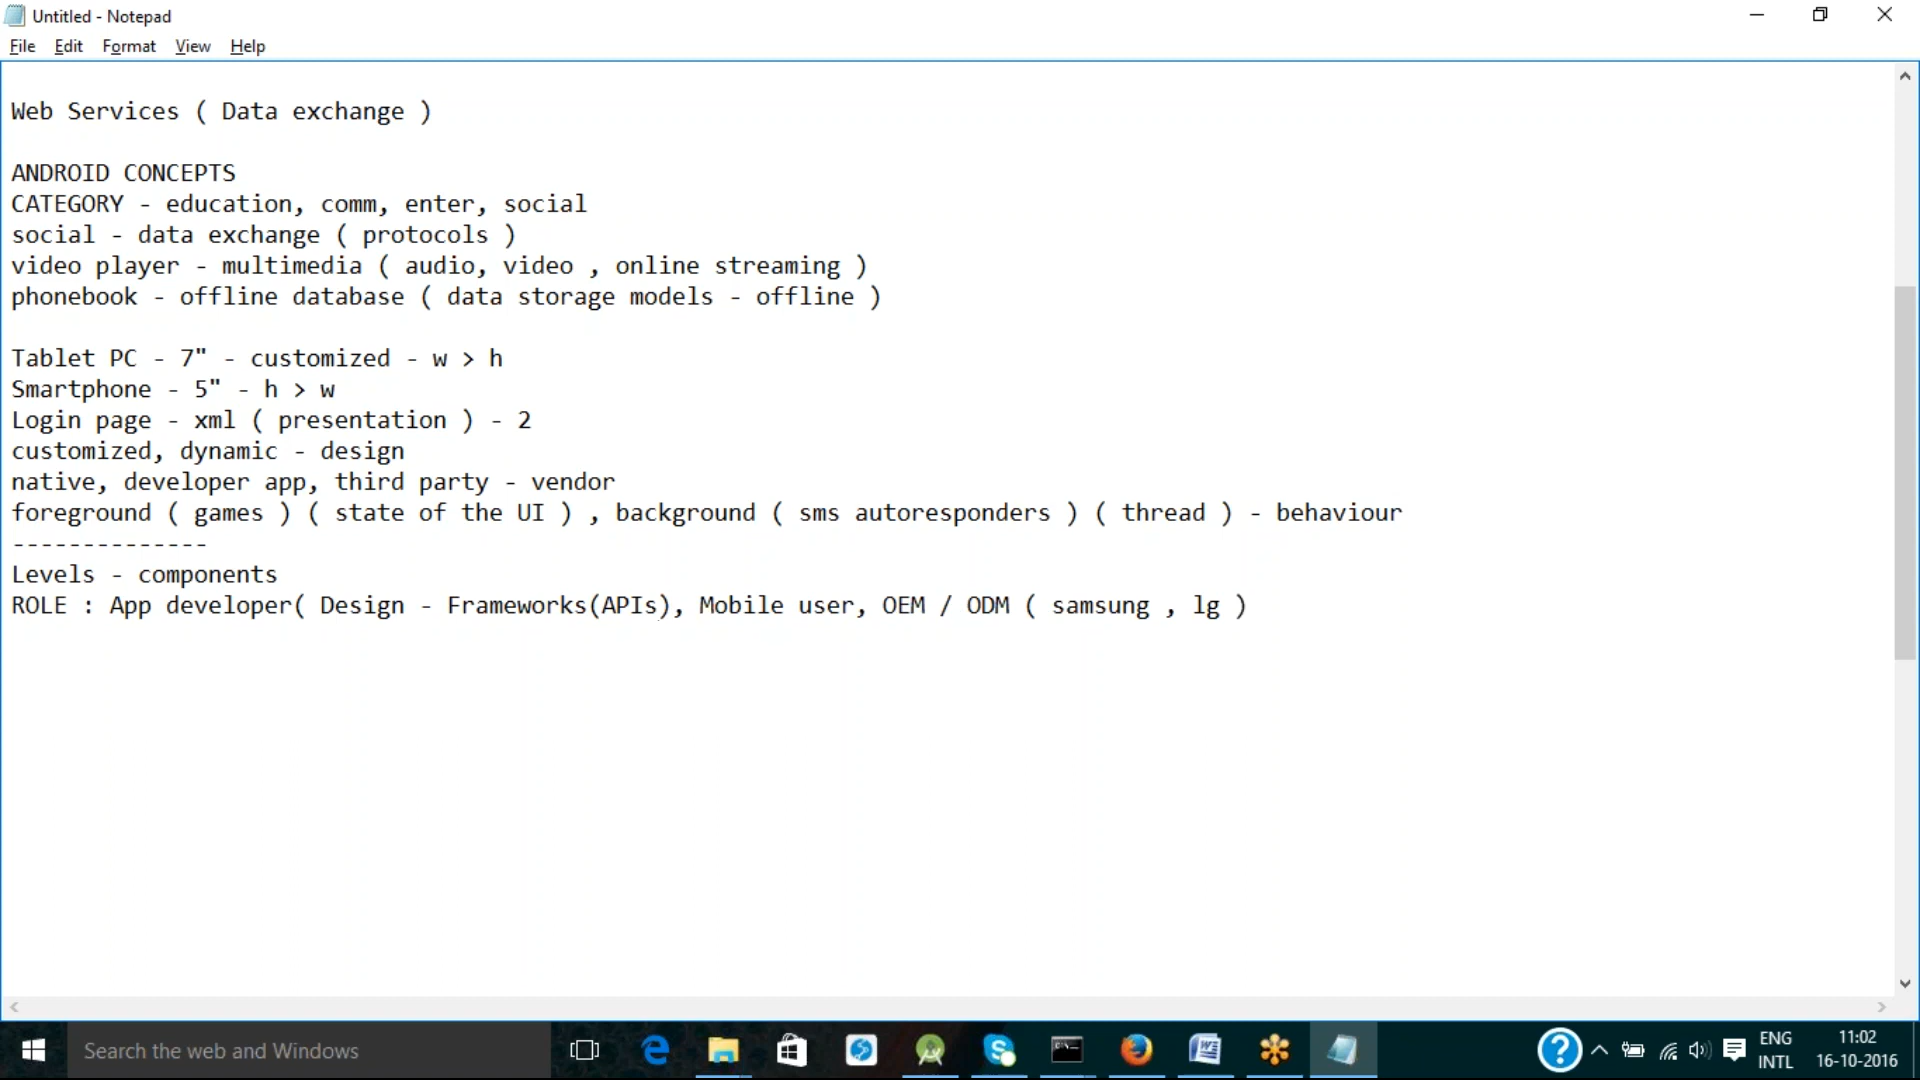 Untitled - Notepad
File Edit Format View Help
Web Services ( Data exchange )
ANDROID CONCEPTS
CATEGORY - education, comm, enter, social
social - data exchange ( protocols )
video player - multimedia ( audio, video , online streaming )
phonebook - offline database ( data storage models - offline )
Tablet PC - 7" - customized - w > h
Smartphone - 5" - h > w
Login page - xml ( presentation ) - 2
customized, dynamic - design
native, developer app, third party - vendor
foreground ( games ) ( state of the UI ) , background ( sms autoresponders ) ( thread ) - behaviour
--------------
Levels - components
ROLE : App developer( Design - Frameworks(APIs), Mobile user, OEM / ODM ( samsung , lg )
Search the web and Windows
ENG
INTL
11:02
16-10-2016